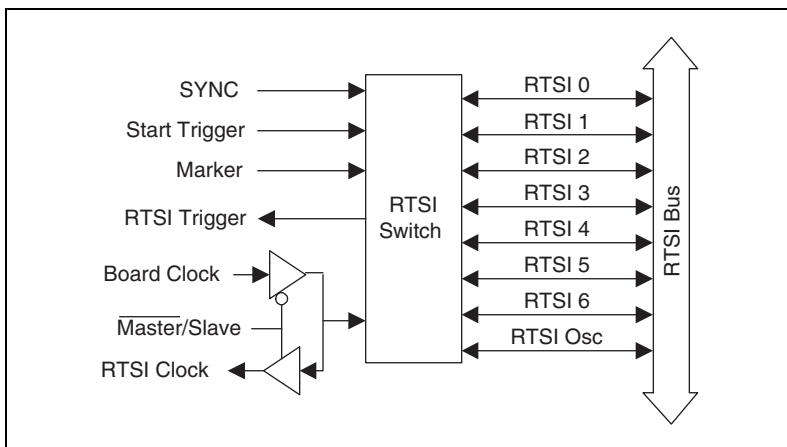 SYNC
Start Trigger
Marker
RTSI Trigger
Board Clock
Master/Slave
RTSI Clock
RTSI
Switch
RTSI 0
RTSI 1
RTSI 2
RTSI 3
RTSI 4
RTSI 5
RTSI 6
RTSI Osc
RTSI Bus